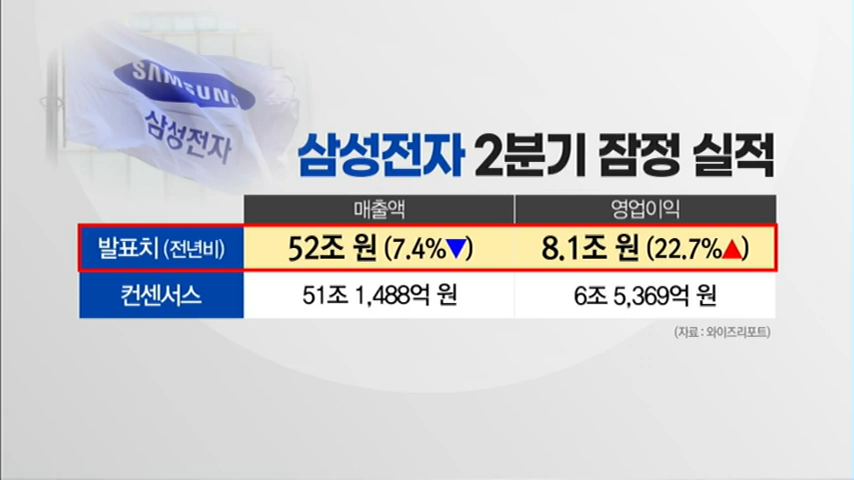 SAMSUNG
삼성전자
삼성전자 2분기 잠정 실적
매출액 영업이익
발표치 (전년비) 52조 원 (7.4%▼) 8.1조 원 (22.7%▲)
컨센서스 51조 1,488억 원 6조 5,369억 원
(자료 : 와이즈리포트)